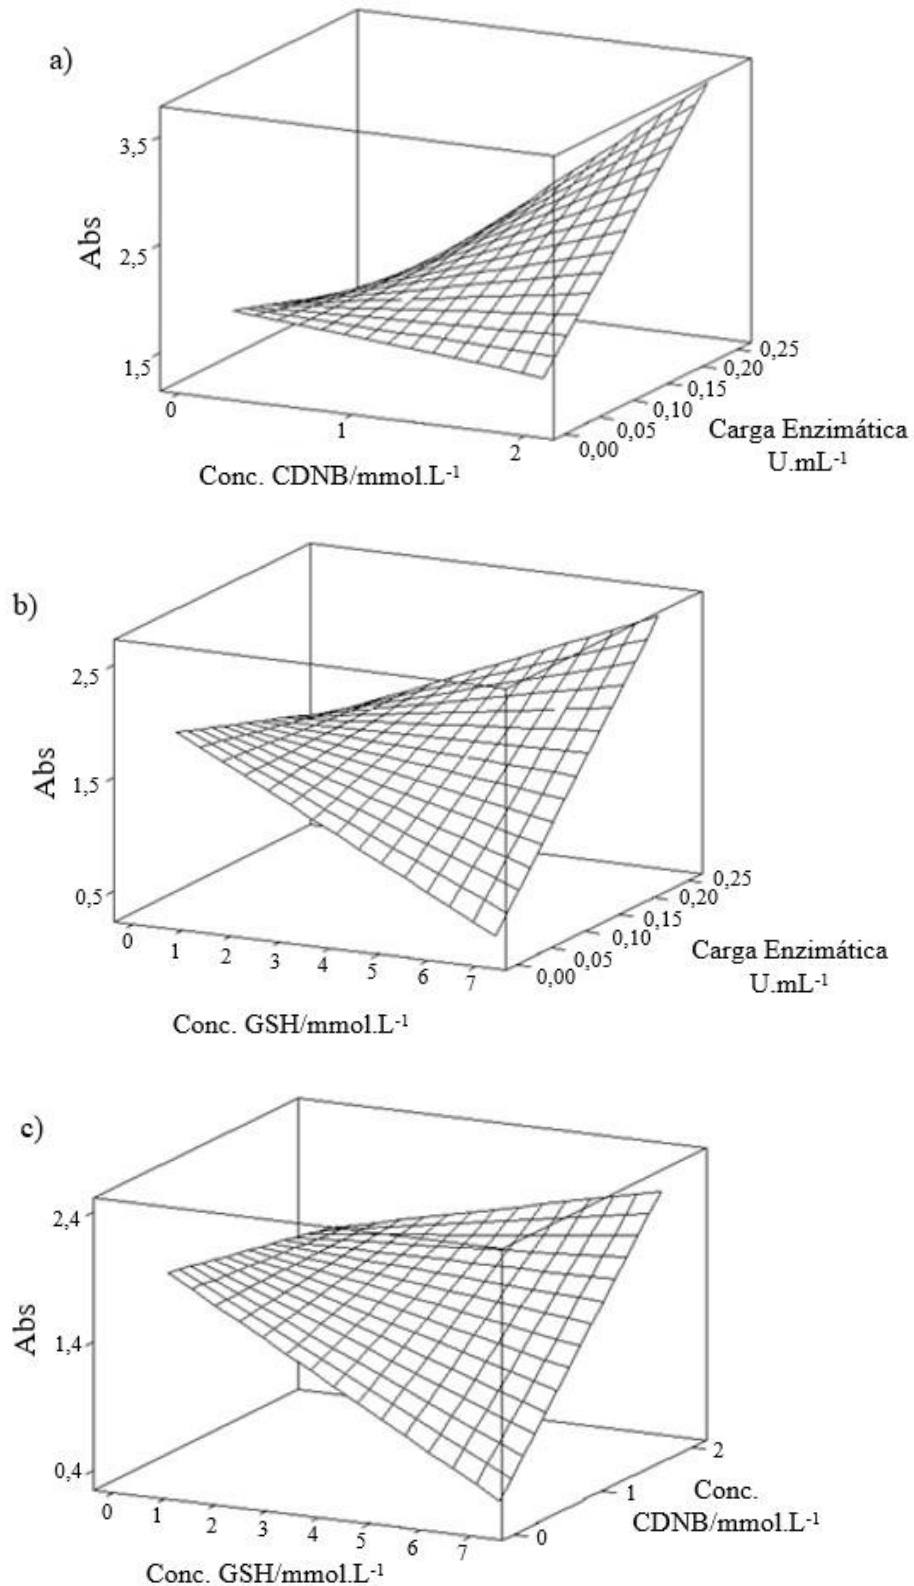 a)
3,5
2,5
1,5
Abs
0
1
2
Conc. CDNB/mmol.L⁻¹
0,00
0,05
0,10
0,15
0,20
0,25
Carga Enzimática
U.mL⁻¹
b)
2,5
1,5
0,5
Abs
0
1
2
3
4
5
6
7
Conc. GSH/mmol.L⁻¹
0,00
0,05
0,10
0,15
0,20
0,25
Carga Enzimática
U.mL⁻¹
c)
2,4
1,4
0,4
Abs
0
1
2
3
4
5
6
7
Conc. GSH/mmol.L⁻¹
0
1
2
Conc.
CDNB/mmol.L⁻¹